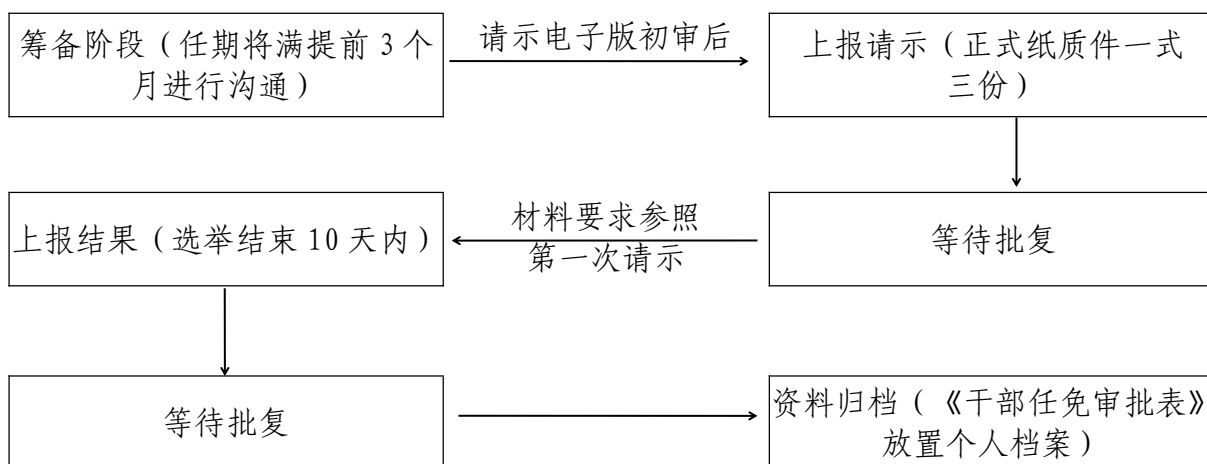 筹备阶段（任期将满提前 3 个
月进行沟通）
请示电子版初审后
上报请示（正式纸质件一式
三份）
等待批复
材料要求参照
第一次请示
上报结果（选举结束 10 天内）
等待批复
资料归档（《干部任免审批表》
放置个人档案）